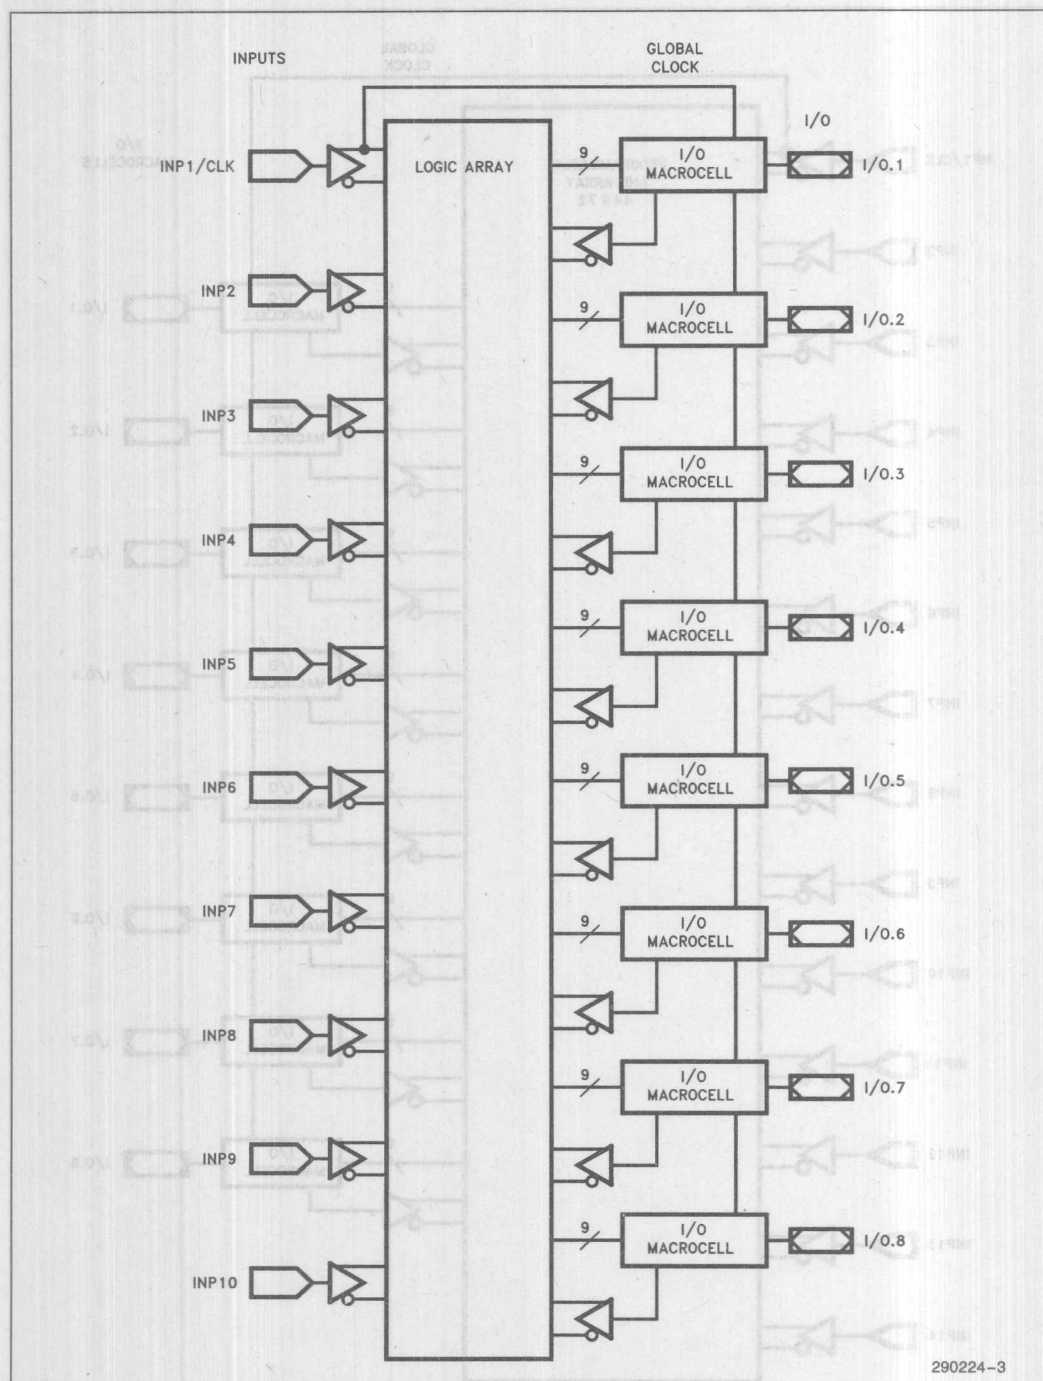 INPUTS
GLOBAL
CLOCK
I/O
INP1/CLK
LOGIC ARRAY
9
I/O
MACROCELL
I/O.1
INP2
9
I/O
MACROCELL
I/O.2
INP3
9
I/O
MACROCELL
I/O.3
INP4
9
I/O
MACROCELL
I/O.4
INP5
9
I/O
MACROCELL
I/O.5
INP6
INP7
9
I/O
MACROCELL
I/O.6
INP8
9
I/O
MACROCELL
I/O.7
INP9
9
I/O
MACROCELL
I/O.8
INP10
290224-3